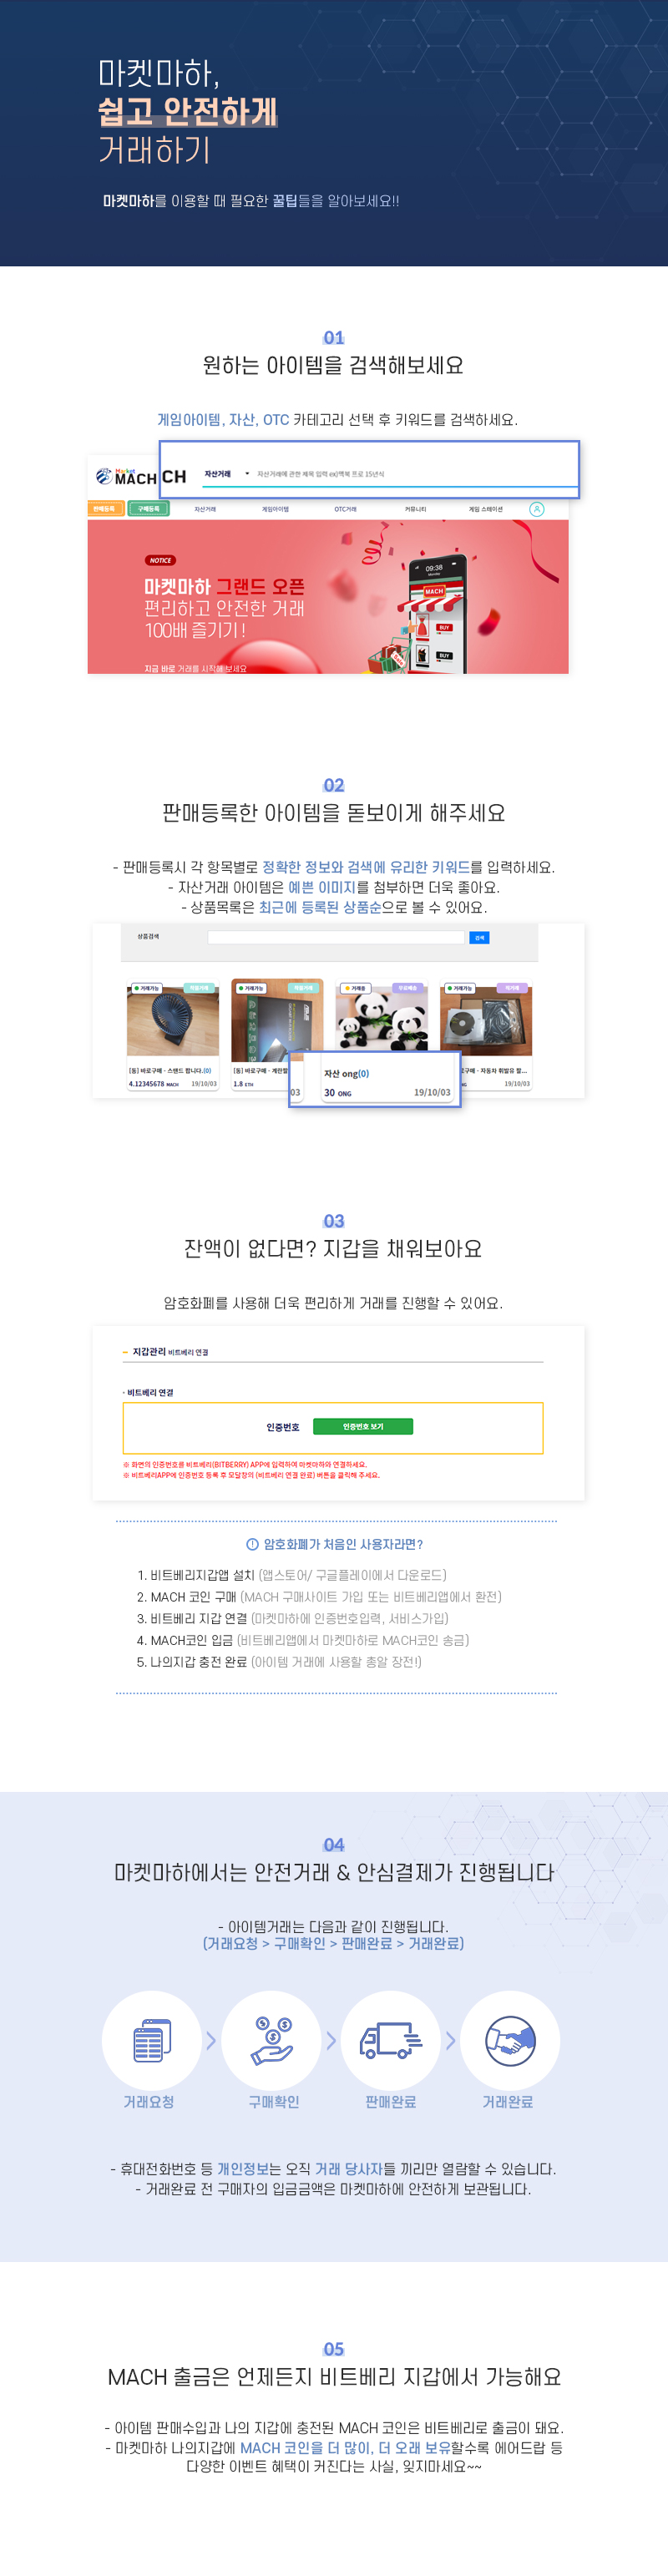 마켓마하,
쉽고 안전하게
거래하기
마켓마하를 이용할 때 필요한 꿀팁들을 알아보세요!!
01
원하는 아이템을 검색해보세요
게임아이템, 자산, OTC 카테고리 선택 후 키워드를 검색하세요.
Market
MACH CH
자산거래 자산거래에 관한 제목 입력 ex)맥북 프로 15년식
판매등록 구매등록 자산거래 게임아이템 OTC거래 커뮤니티 게임 스테이션
NOTICE
마켓마하 그랜드 오픈
편리하고 안전한 거래
100배 즐기기 !
지금 바로 거래를 시작해 보세요
09:38
Monday
MACH
BUY
BUY
02
판매등록한 아이템을 돋보이게 해주세요
- 판매등록시 각 항목별로 정확한 정보와 검색에 유리한 키워드를 입력하세요.
- 자산거래 아이템은 예쁜 이미지를 첨부하면 더욱 좋아요.
- 상품목록은 최근에 등록된 상품순으로 볼 수 있어요.
상품검색 검색
거래가능 거래가능 거래중 거래가능
[동] 바로구매 - 스탠드 팝니다.(0)
4.12345678 MACH 19/10/03
[동] 바로구매 - 계란찰
1.8 ETH 03
자산 ong(0)
30 ONG 19/10/03
구매 - 자동차 휘발유 절...
NG 19/10/03
03
잔액이 없다면? 지갑을 채워보아요
암호화폐를 사용해 더욱 편리하게 거래를 진행할 수 있어요.
지갑관리 비트베리 연결
· 비트베리 연결
인증번호 인증번호 보기
※ 화면의 인증번호를 비트베리(BITBERRY) APP에 입력하여 마켓마하와 연결하세요.
※ 비트베리APP에 인증번호 등록 후 모달창의 (비트베리 연결 완료) 버튼을 클릭해 주세요.
! 암호화폐가 처음인 사용자라면?
1. 비트베리지갑앱 설치 (앱스토어/ 구글플레이에서 다운로드)
2. MACH 코인 구매 (MACH 구매사이트 가입 또는 비트베리앱에서 환전)
3. 비트베리 지갑 연결 (마켓마하에 인증번호입력, 서비스가입)
4. MACH코인 입금 (비트베리앱에서 마켓마하로 MACH코인 송금)
5. 나의지갑 충전 완료 (아이템 거래에 사용할 총알 장전!)
04
마켓마하에서는 안전거래 & 안심결제가 진행됩니다
- 아이템거래는 다음과 같이 진행됩니다.
(거래요청 > 구매확인 > 판매완료 > 거래완료)
거래요청 구매확인 판매완료 거래완료
- 휴대전화번호 등 개인정보는 오직 거래 당사자들 끼리만 열람할 수 있습니다.
- 거래완료 전 구매자의 입금금액은 마켓마하에 안전하게 보관됩니다.
05
MACH 출금은 언제든지 비트베리 지갑에서 가능해요
- 아이템 판매수입과 나의 지갑에 충전된 MACH 코인은 비트베리로 출금이 돼요.
- 마켓마하 나의지갑에 MACH 코인을 더 많이, 더 오래 보유할수록 에어드랍 등
다양한 이벤트 혜택이 커진다는 사실, 잊지마세요~~